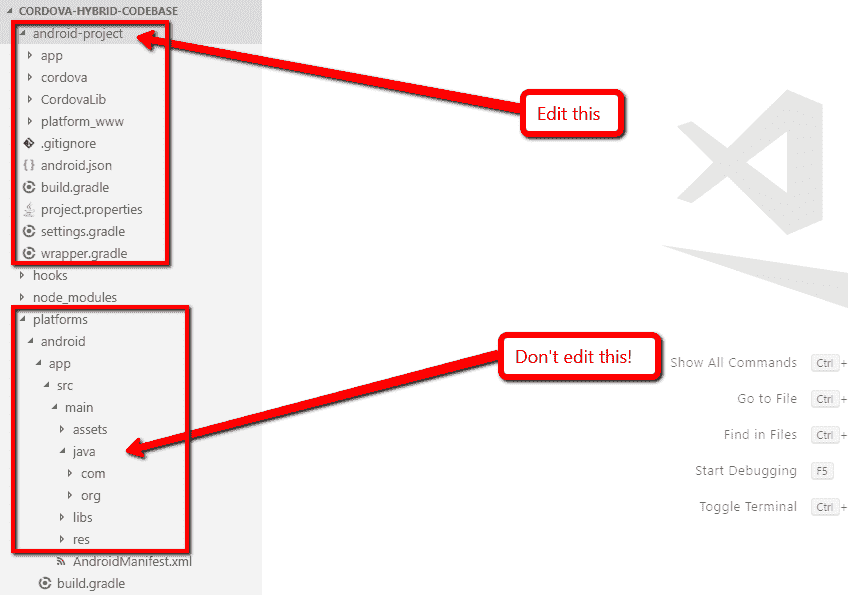 CORDOVA-HYBRID-CODEBASE
android-project
app
cordova
CordovaLib
platform_www
.gitignore
android.json
build.gradle
project.properties
settings.gradle
wrapper.gradle
hooks
node_modules
platforms
android
app
src
main
assets
java
com
org
libs
res
AndroidManifest.xml
build.gradle
Edit this
Don't edit this!
Show All Commands Ctrl +
Go to File Ctrl +
Find in Files Ctrl +
Start Debugging F5
Toggle Terminal Ctrl +